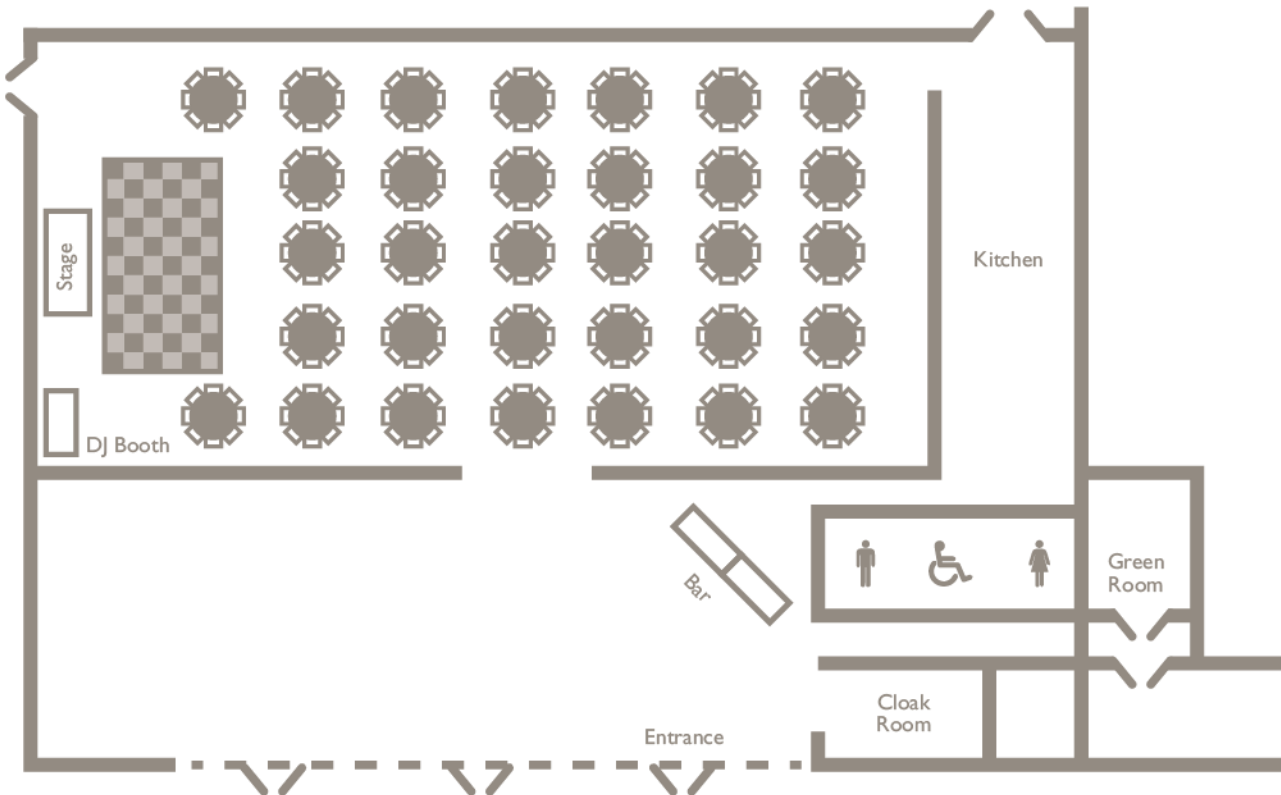 Stage
Kitchen
DJ Booth
Bar
Green
Room
Cloak
Room
Entrance